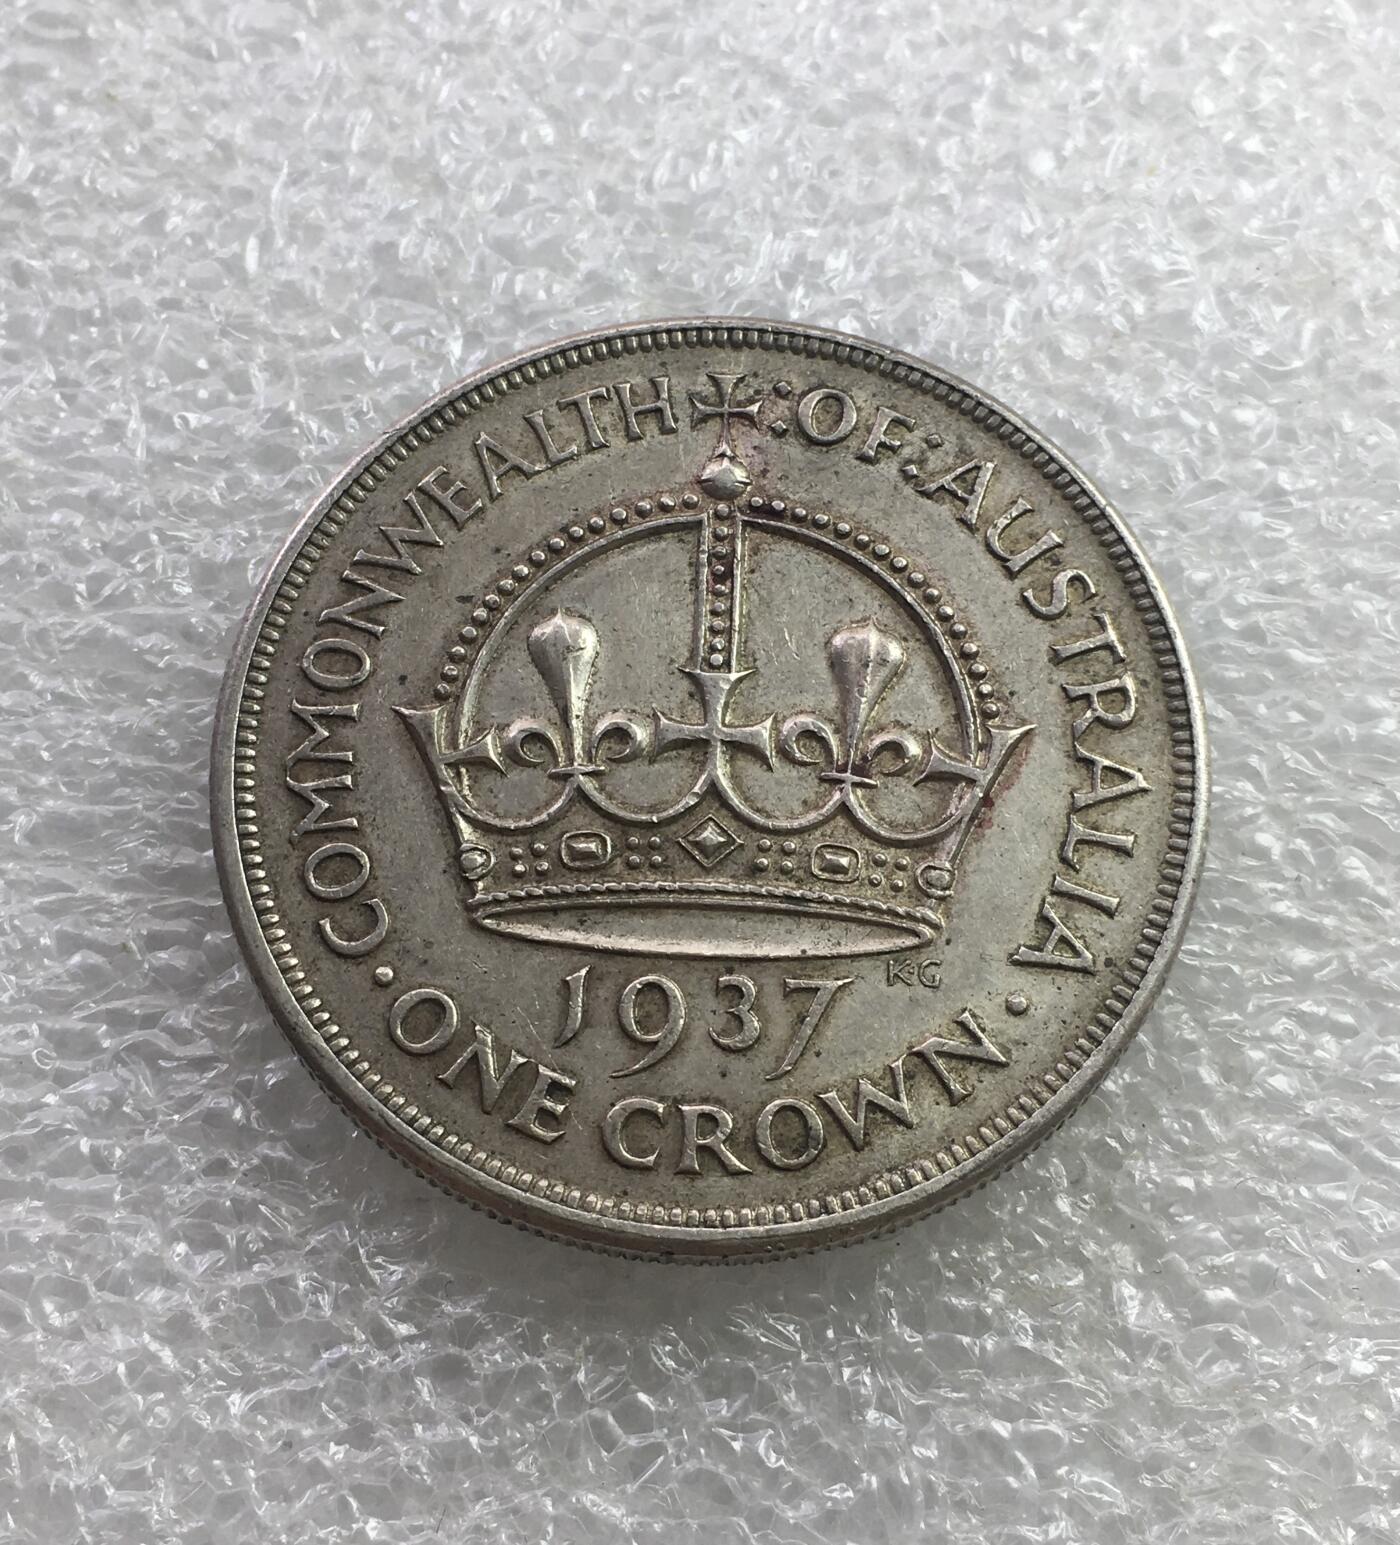 COMMONWEALTH :OF: AUSTRALIA
1937
K·G
· ONE CROWN ·